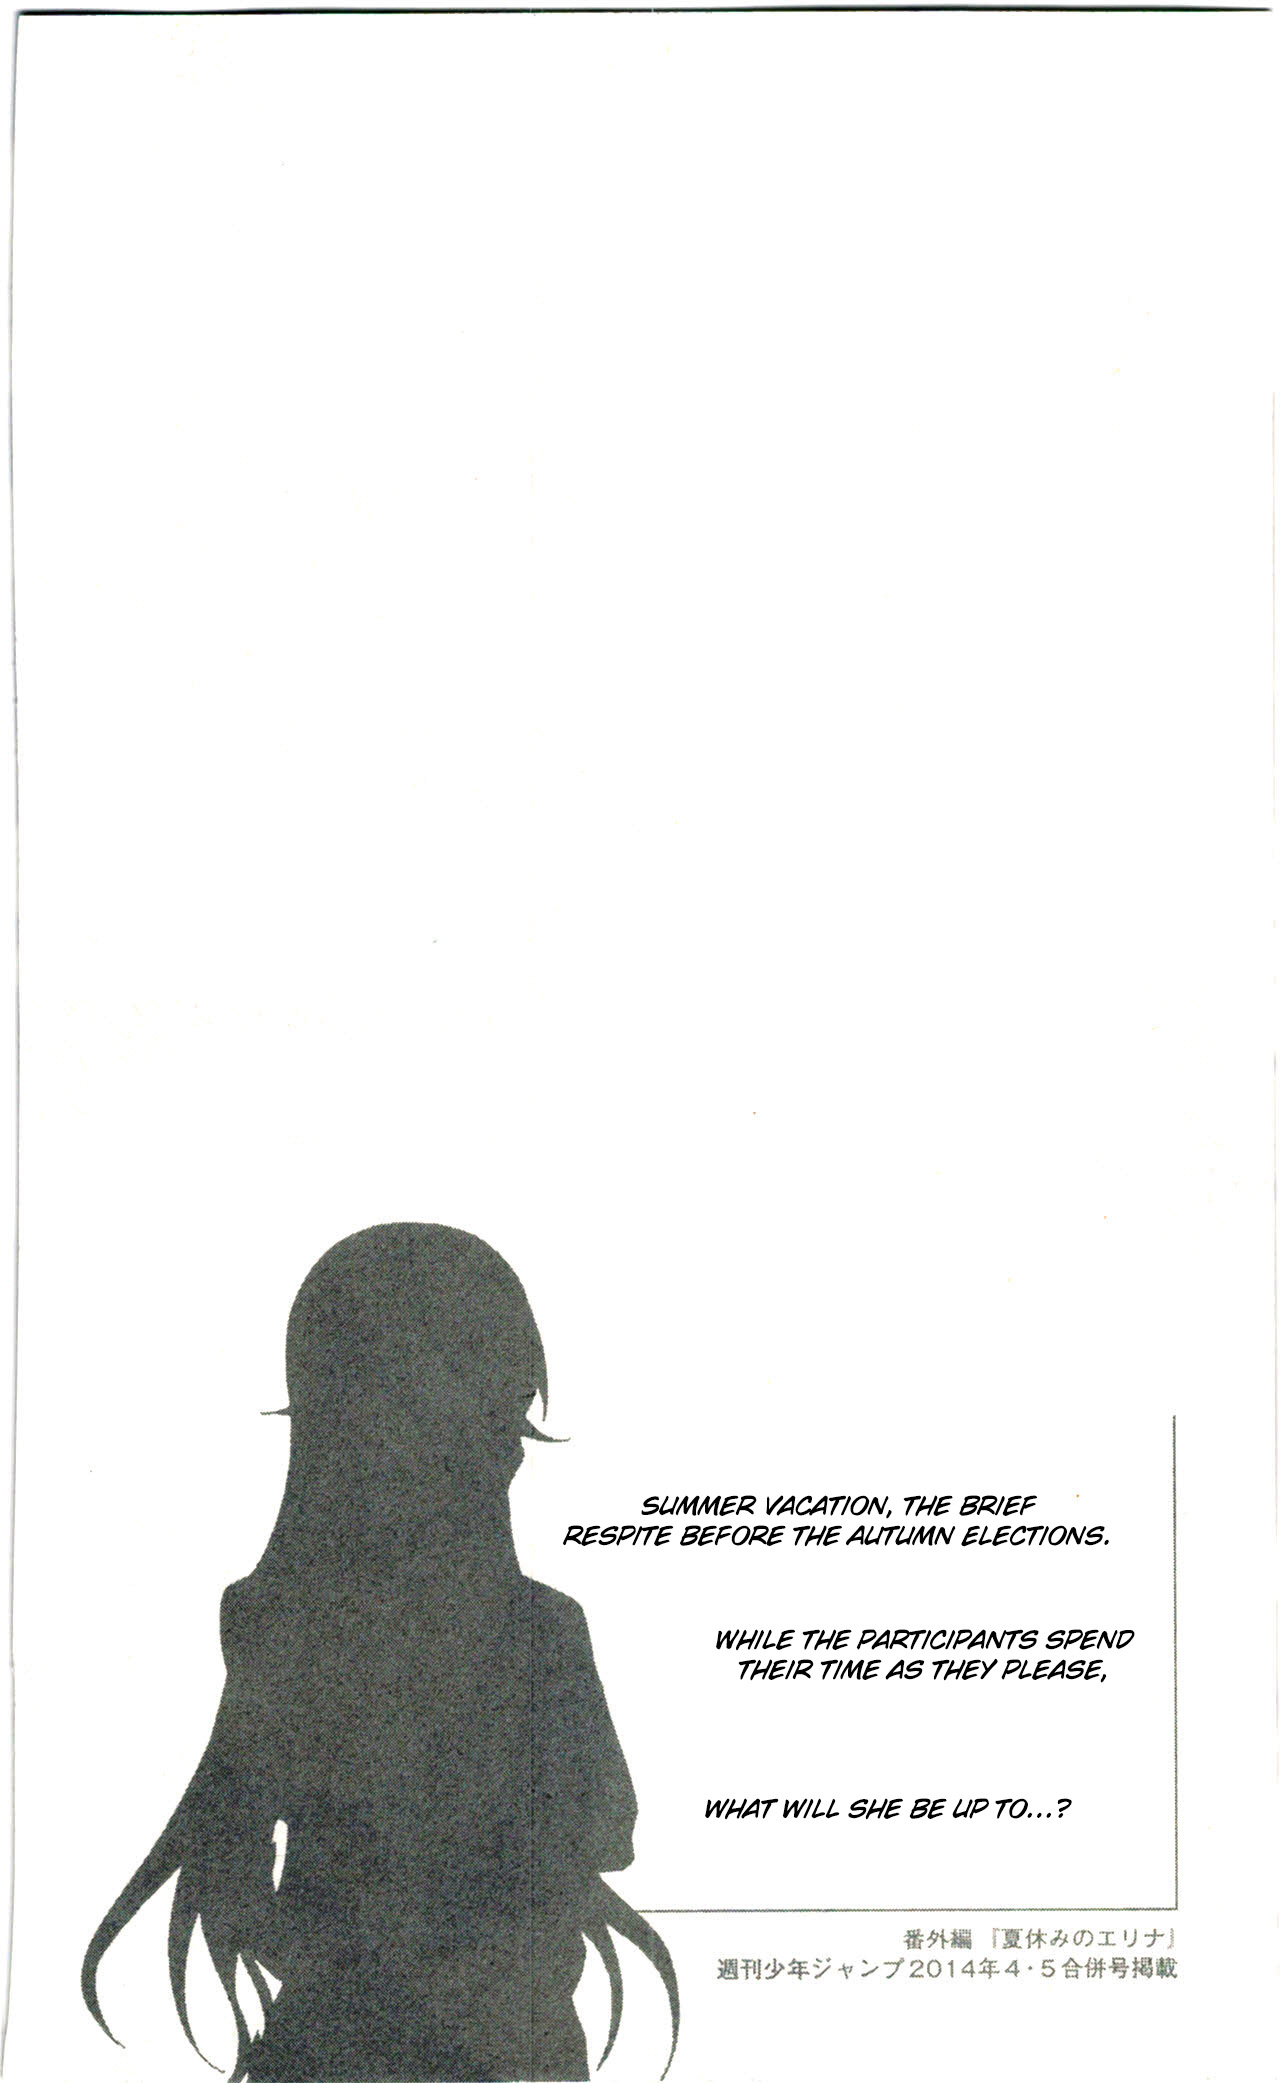 SUMMER VACATION, THE BRIEF
RESPITE BEFORE THE AUTUMN ELECTIONS.
WHILE THE PARTICIPANTS SPEND
THEIR TIME AS THEY PLEASE,
WHAT WILL SHE BE UP TO...?
番外編『夏休みのエリナ』
週刊少年ジャンプ2014年4・5合併号掲載